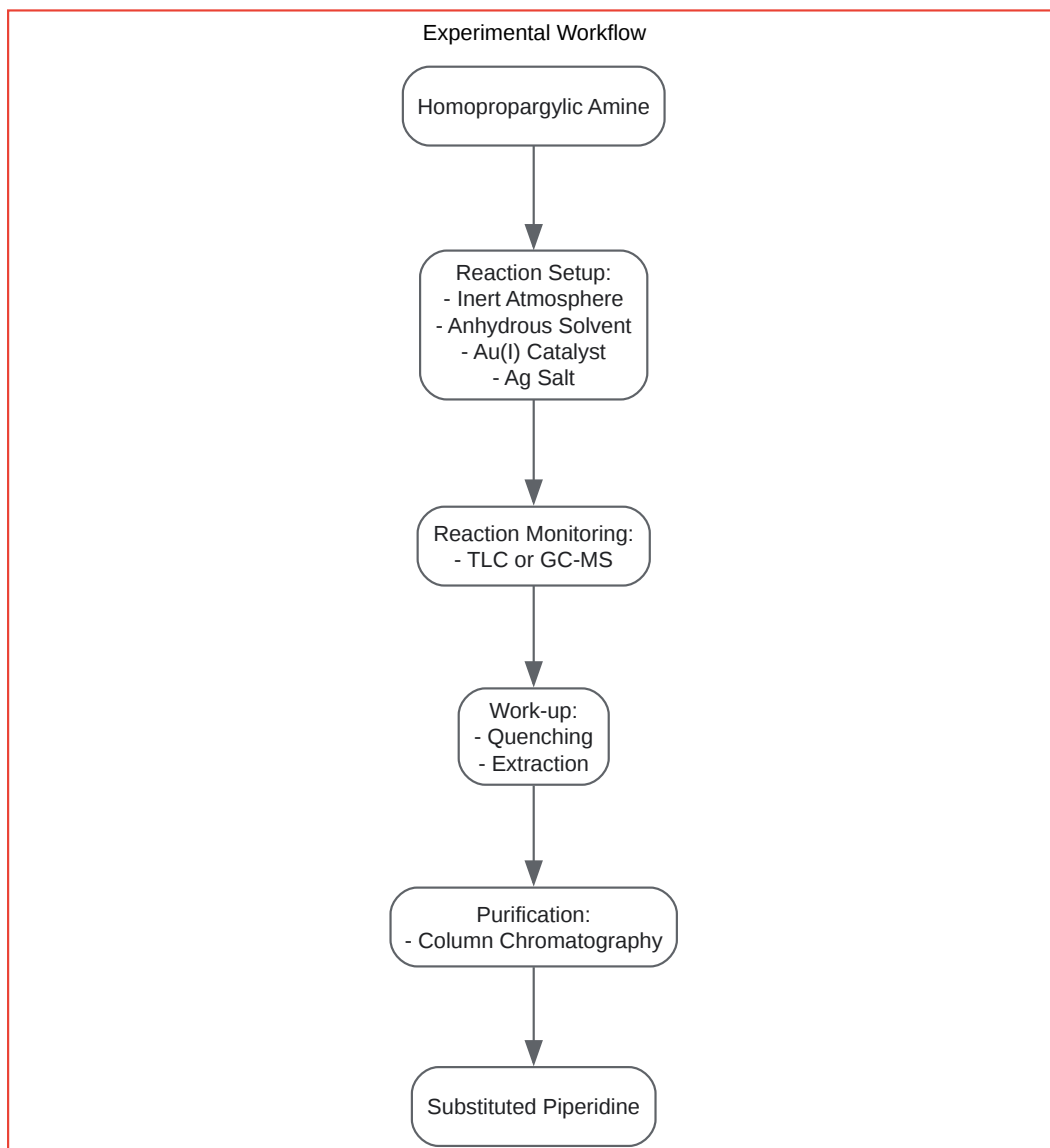 Experimental Workflow
Homopropargylic Amine
Reaction Setup:
- Inert Atmosphere
- Anhydrous Solvent
- Au(I) Catalyst
- Ag Salt
Reaction Monitoring:
- TLC or GC-MS
Work-up:
- Quenching
- Extraction
Purification:
- Column Chromatography
Substituted Piperidine